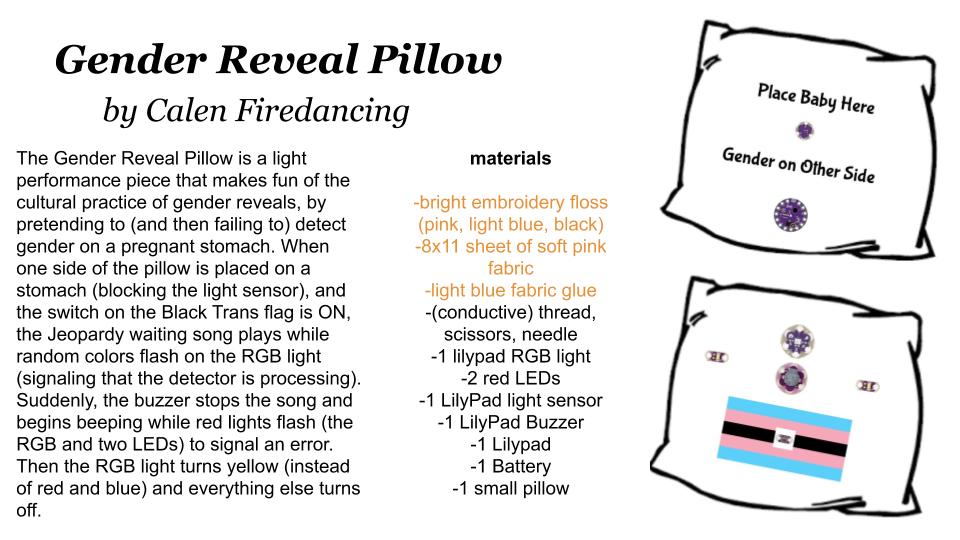 Gender Reveal Pillow
by Calen Firedancing
The Gender Reveal Pillow is a light
performance piece that makes fun of the
cultural practice of gender reveals, by
pretending to (and then failing to) detect
gender on a pregnant stomach. When
one side of the pillow is placed on a
stomach (blocking the light sensor), and
the switch on the Black Trans flag is ON,
the Jeopardy waiting song plays while
random colors flash on the RGB light
(signaling that the detector is processing).
Suddenly, the buzzer stops the song and
begins beeping while red lights flash (the
RGB and two LEDs) to signal an error.
Then the RGB light turns yellow (instead
of red and blue) and everything else turns
off.
materials
-bright embroidery floss
(pink, light blue, black)
-8x11 sheet of soft pink
fabric
-light blue fabric glue
-(conductive) thread,
scissors, needle
-1 lilypad RGB light
-2 red LEDs
-1 LilyPad light sensor
-1 LilyPad Buzzer
-1 Lilypad
-1 Battery
-1 small pillow
Place Baby Here
Gender on Other Side